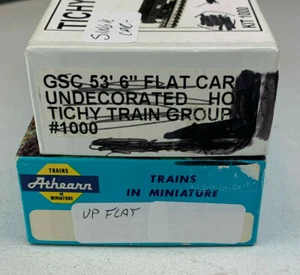 TICHY
KIT 1000
GSC 53' 6" FLAT CAR
UNDECORATED HO
TICHY TRAIN GROUP
#1000
TRAINS
Athearn
IN MINIATURE
TRAINS
IN MINIATURE
UP FLAT